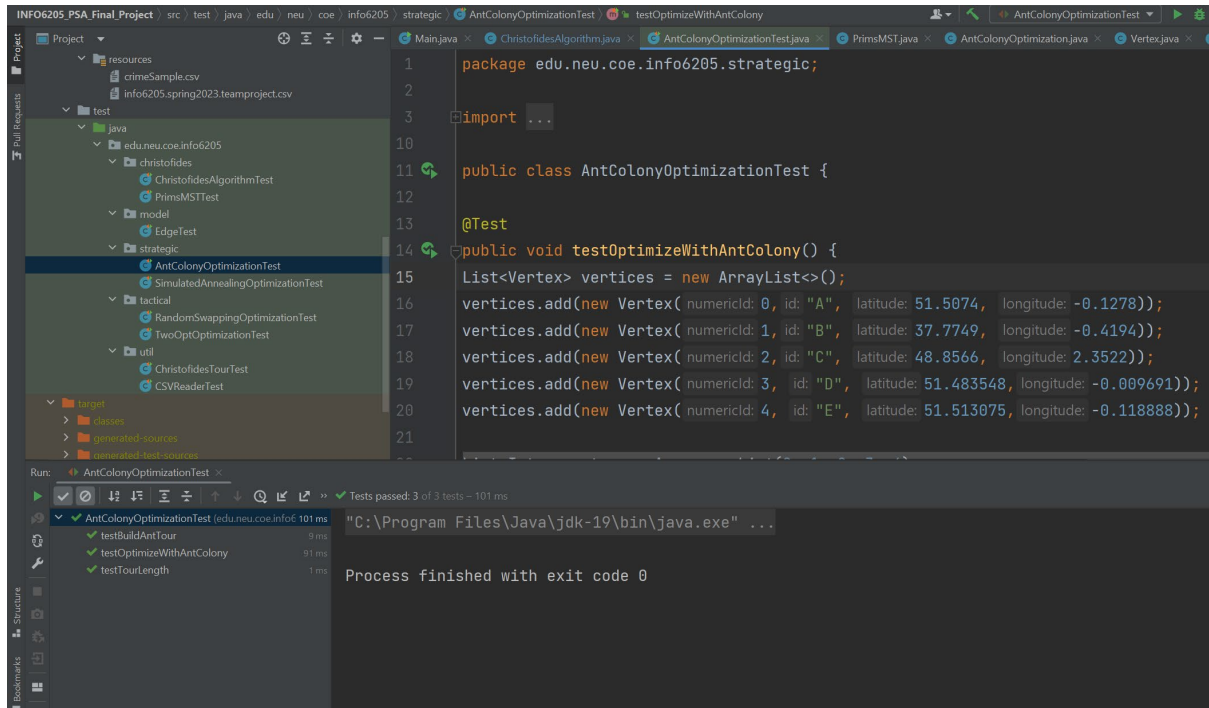 INFO6205_PSA_Final_Project 〉 src 〉 test 〉 java 〉 edu 〉 neu 〉 coe 〉 info6205 〉 strategic 〉 AntColonyOptimizationTest 〉 testOptimizeWithAntColony
AntColonyOptimizationTest
Project
Main.java × ChristofidesAlgorithm.java × AntColonyOptimizationTest.java × PrimsMST.java × AntColonyOptimization.java × Vertex.java ×
Project
Pull Requests
resources
crimeSample.csv
info6205.spring2023.teamproject.csv
test
java
edu.neu.coe.info6205
christofides
ChristofidesAlgorithmTest
PrimsMSTTest
model
EdgeTest
strategic
AntColonyOptimizationTest
SimulatedAnnealingOptimizationTest
tactical
RandomSwappingOptimizationTest
TwoOptOptimizationTest
util
ChristofidesTourTest
CSVReaderTest
target
classes
generated-sources
generated-test-sources
1 package edu.neu.coe.info6205.strategic;
2
3 import ...
10
11 public class AntColonyOptimizationTest {
12
13 @Test
14 public void testOptimizeWithAntColony() {
15 List<Vertex> vertices = new ArrayList<>();
16 vertices.add(new Vertex( numericId: 0, id: "A", latitude: 51.5074, longitude: -0.1278));
17 vertices.add(new Vertex( numericId: 1, id: "B", latitude: 37.7749, longitude: -0.4194));
18 vertices.add(new Vertex( numericId: 2, id: "C", latitude: 48.8566, longitude: 2.3522));
19 vertices.add(new Vertex( numericId: 3, id: "D", latitude: 51.483548, longitude: -0.009691));
20 vertices.add(new Vertex( numericId: 4, id: "E", latitude: 51.513075, longitude: -0.118888));
21
Run: AntColonyOptimizationTest ×
» Tests passed: 3 of 3 tests – 101 ms
AntColonyOptimizationTest (edu.neu.coe.info6 101 ms
testBuildAntTour 9 ms
testOptimizeWithAntColony 91 ms
testTourLength 1 ms
"C:\Program Files\Java\jdk-19\bin\java.exe" ...
Process finished with exit code 0
Structure
Bookmarks